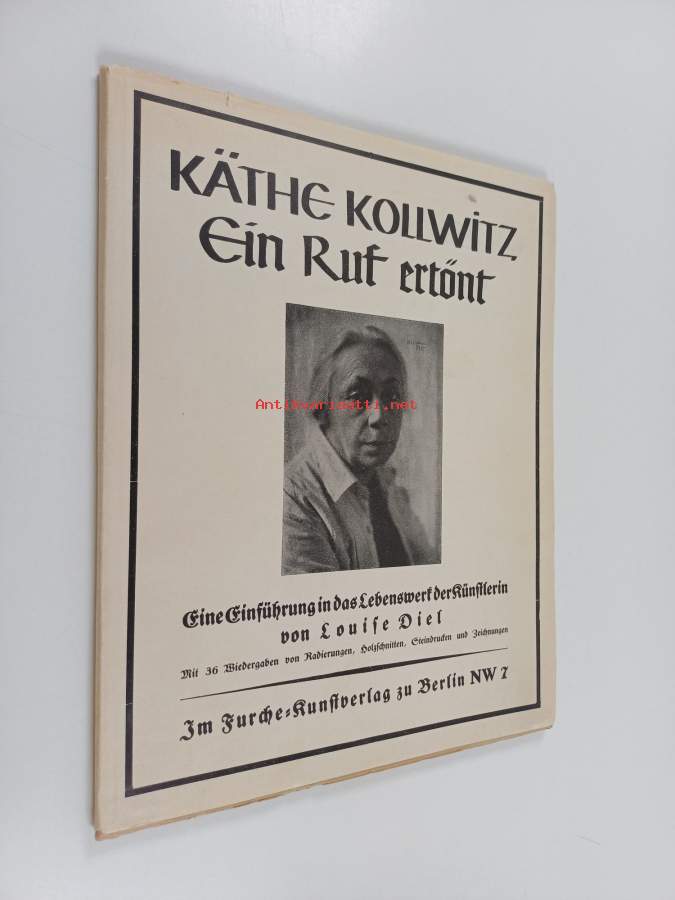 KÄTHE KOLLWITZ
Ein Ruf ertönt
Antikvariaatti.net
Eine Einführung in das Lebenswerk der Künstlerin
von Louise Diel
Mit 36 Wiedergaben von Radierungen, Holzschnitten, Steindrucken und Zeichnungen
Im Furche-Kunstverlag zu Berlin NW 7